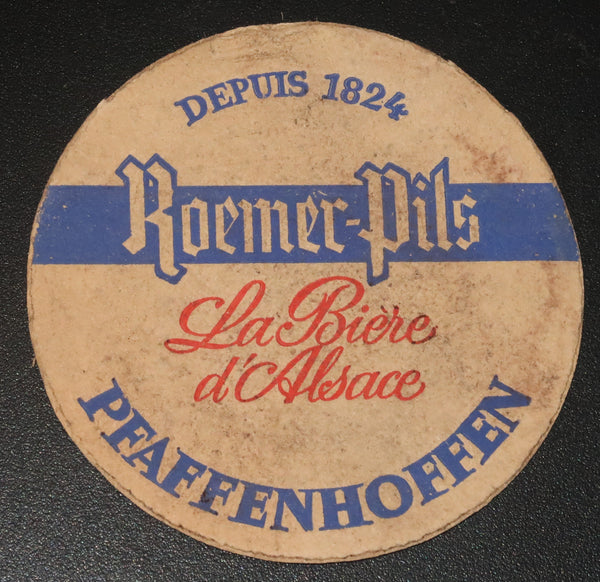 DEPUIS 1824
Roemer-Pils
La Bière
d'Alsace
PFAFFENHOFFEN